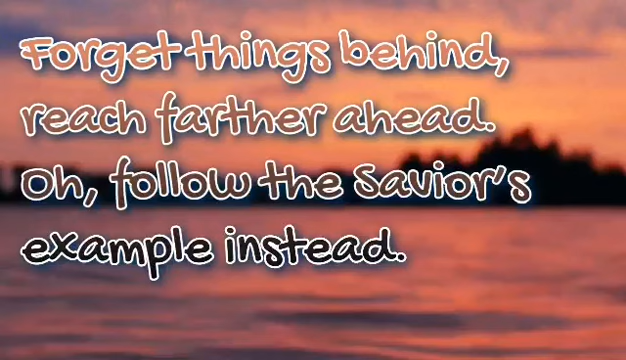 Forget things behind,
reach farther ahead.
Oh, follow the Savior's
example instead.